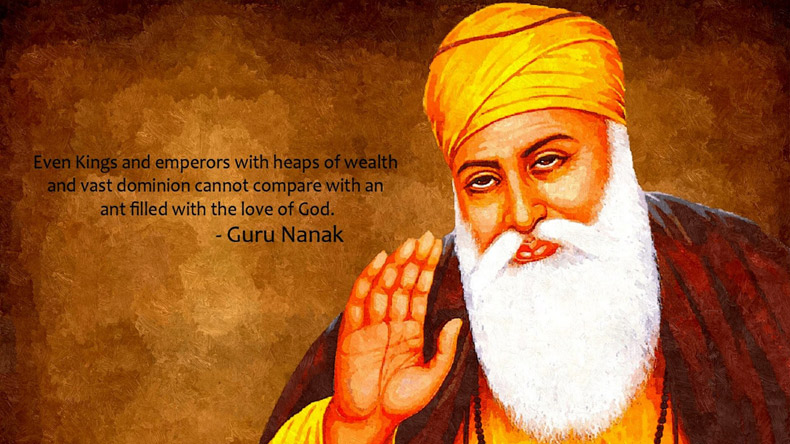 Even Kings and emperors with heaps of wealth
and vast dominion cannot compare with an
ant filled with the love of God.
- Guru Nanak